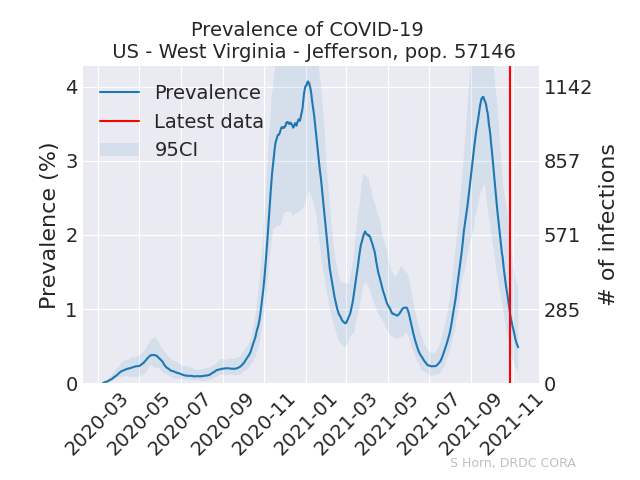 Prevalence of COVID-19
US - West Virginia - Jefferson, pop. 57146
Prevalence
Latest data
95CI
Prevalence (%)
4
3
2
1
0
1142
857
571
285
0
# of infections
2020-03
2020-05
2020-07
2020-09
2020-11
2021-01
2021-03
2021-05
2021-07
2021-09
2021-11
S Horn, DRDC CORA